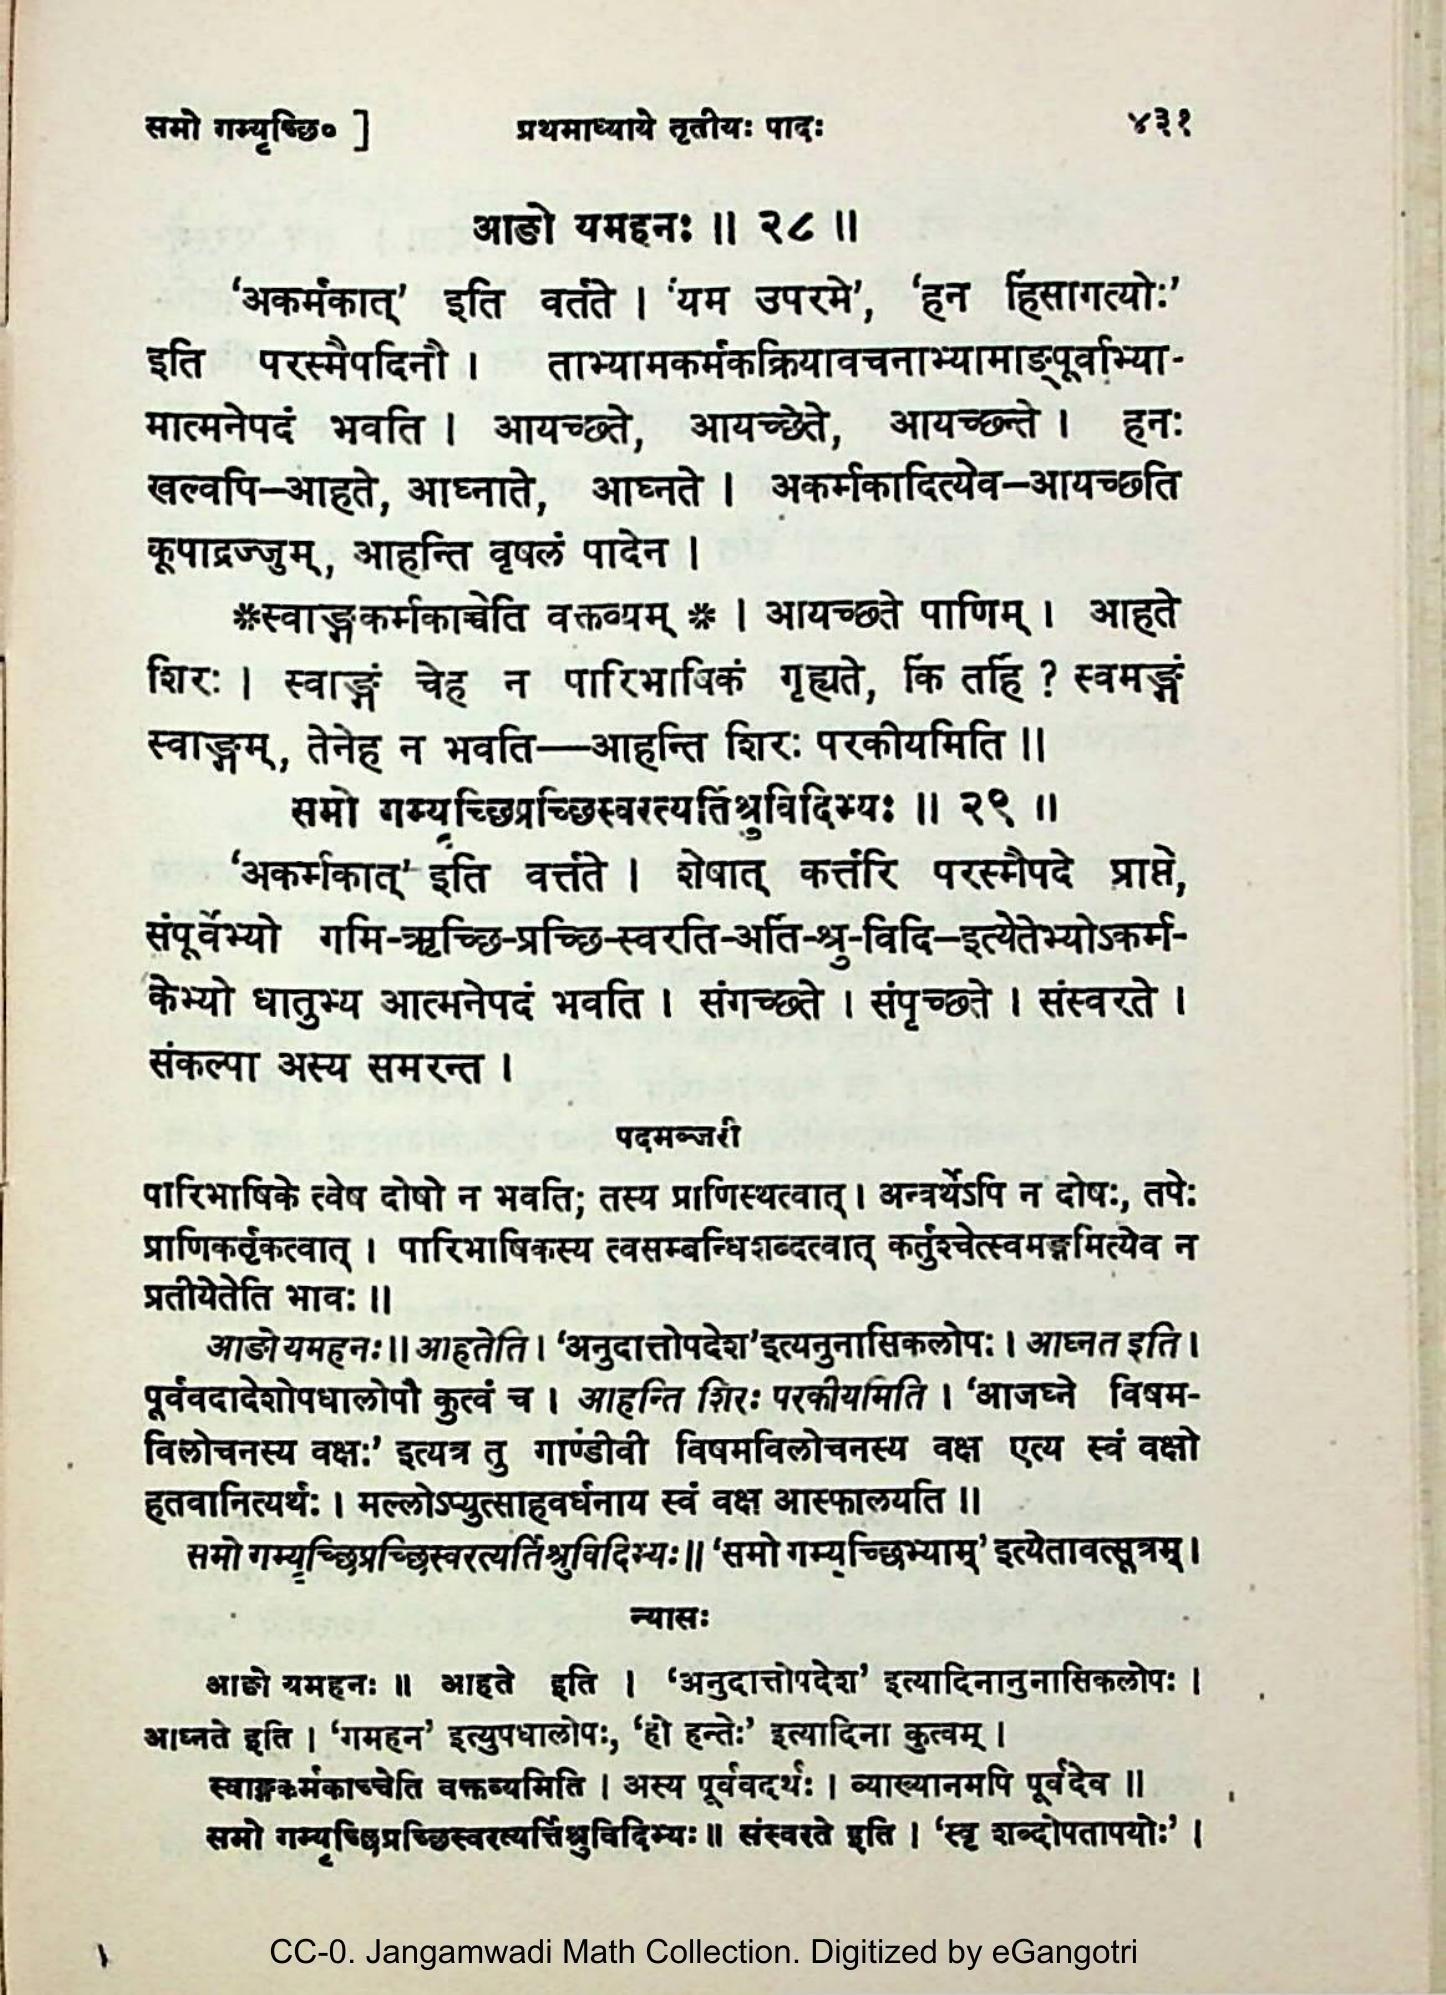 समो गम्यृच्छि० ] प्रथमाध्याये तृतीयः पादः ४३१
आङो यमहनः ॥ २८ ॥
‘अकर्मकात्’ इति वर्तते । ‘यम उपरमे’, ‘हन हिंसागत्योः’
इति परस्मैपदिनौ । ताभ्यामकर्मकक्रियावचनाभ्यामाङ्पूर्वाभ्या-
मात्मनेपदं भवति । आयच्छते, आयच्छेते, आयच्छन्ते । हनः
खल्वपि–आहते, आघ्नाते, आघ्नते । अकर्मकादित्येव–आयच्छति
कूपाद्रज्जुम्, आहन्ति वृषलं पादेन ।
*स्वाङ्गकर्मकाच्चेति वक्तव्यम् * । आयच्छते पाणिम् । आहते
शिरः । स्वाङ्गं चेह न पारिभाषिकं गृह्यते, किं तर्हि ? स्वमङ्गं
स्वाङ्गम्, तेनेह न भवति—आहन्ति शिरः परकीयमिति ॥
समो गम्यृच्छिप्रच्छिस्वरत्यर्तिश्रुविदिभ्यः ॥ २९ ॥
‘अकर्मकात्’ इति वर्त्तते । शेषात् कर्त्तरि परस्मैपदे प्राप्ते,
संपूर्वेभ्यो गमि-ऋच्छि-प्रच्छि-स्वरति-अर्ति-श्रु-विदि–इत्येतेभ्योऽकर्म-
केभ्यो धातुभ्य आत्मनेपदं भवति । संगच्छते । संपृच्छते । संस्वरते ।
संकल्पा अस्य समरन्त ।
पदमञ्जरी
पारिभाषिके त्वेष दोषो न भवति; तस्य प्राणिस्थत्वात् । अन्वर्थेऽपि न दोषः, तपेः
प्राणिकर्तृकत्वात् । पारिभाषिकस्य त्वसम्बन्धिशब्दत्वात् कर्तुश्चेत्स्वमङ्गमित्येव न
प्रतीयेतेति भावः ॥
आङो यमहनः ॥ आहतेति । ‘अनुदात्तोपदेश’ इत्यनुनासिकलोपः । आघ्नत इति ।
पूर्ववदादेशोपधालोपौ कुत्वं च । आहन्ति शिरः परकीयमिति । ‘आजघ्ने विषम-
विलोचनस्य वक्षः’ इत्यत्र तु गाण्डीवी विषमविलोचनस्य वक्ष एत्य स्वं वक्षो
हतवानित्यर्थः । मल्लोऽप्युत्साहवर्धनाय स्वं वक्ष आस्फालयति ॥
समो गम्यृच्छिप्रच्छिस्वरत्यर्तिश्रुविदिभ्यः ॥ ‘समो गम्यृच्छिभ्याम्’ इत्येतावत्सूत्रम् ।
न्यासः
आङो यमहनः ॥ आहते इति । ‘अनुदात्तोपदेश’ इत्यादिनानुनासिकलोपः ।
आघ्नते इति । ‘गमहन’ इत्युपधालोपः, ‘हो हन्तेः’ इत्यादिना कुत्वम् ।
स्वाङ्गकर्मकाच्चेति वक्तव्यमिति । अस्य पूर्ववदर्थः । व्याख्यानमपि पूर्वदेव ॥
समो गम्यृच्छिप्रच्छिस्वरत्यर्त्तिश्रुविदिभ्यः ॥ संस्वरते इति । ‘स्वृ शब्दोपतापयोः’ ।
CC-0. Jangamwadi Math Collection. Digitized by eGangotri